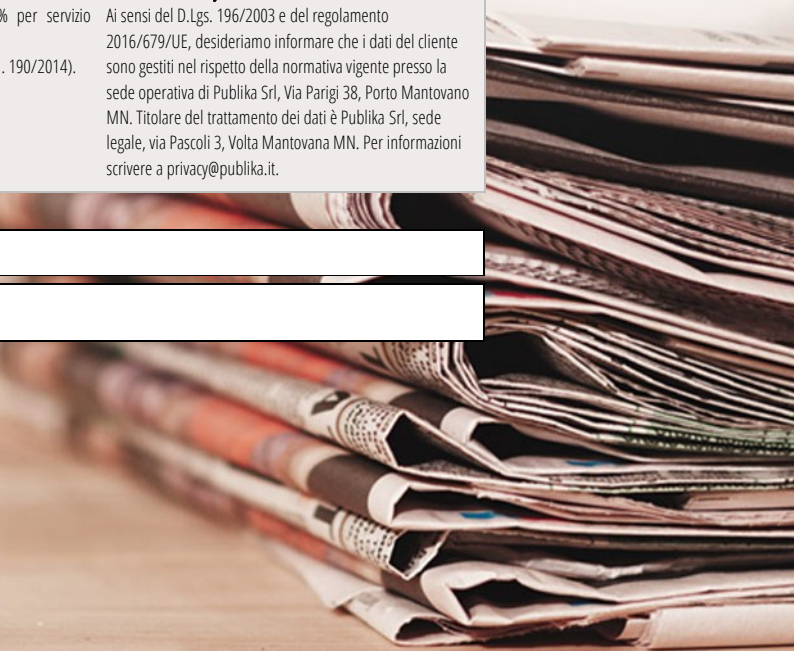 % per servizio
. 190/2014).
Ai sensi del D.Lgs. 196/2003 e del regolamento
2016/679/UE, desideriamo informare che i dati del cliente
sono gestiti nel rispetto della normativa vigente presso la
sede operativa di Publika Srl, Via Parigi 38, Porto Mantovano
MN. Titolare del trattamento dei dati è Publika Srl, sede
legale, via Pascoli 3, Volta Mantovana MN. Per informazioni
scrivere a privacy@publika.it.